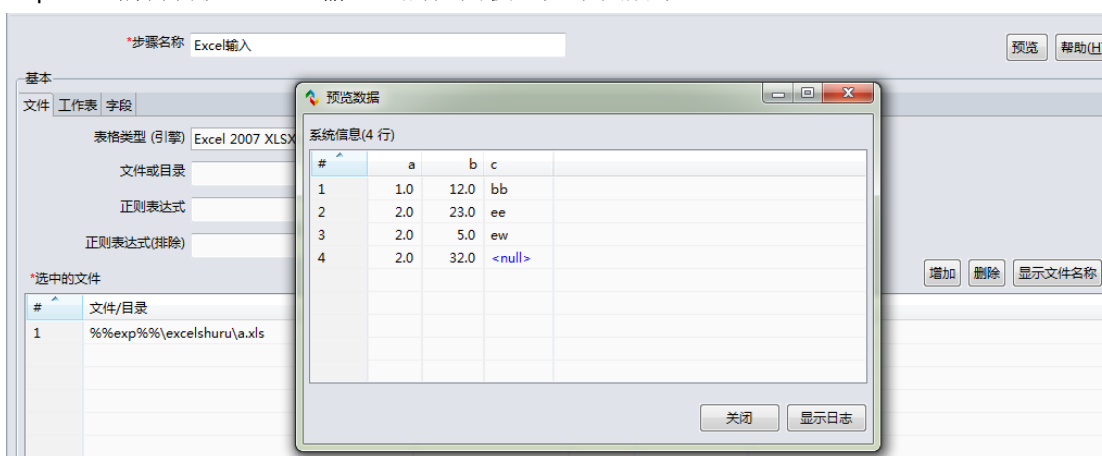 *步骤名称 Excel输入 预览 帮助(H
基本
文件 工作表 字段
表格类型 (引擎) Excel 2007 XLSX
文件或目录
正则表达式
正则表达式(排除)
*选中的文件 增加 删除 显示文件名称
# 文件/目录
1 %%exp%%\excelshuru\a.xls
预览数据
系统信息(4 行)
# a b c
1 1.0 12.0 bb
2 2.0 23.0 ee
3 2.0 5.0 ew
4 2.0 32.0 <null>
关闭 显示日志